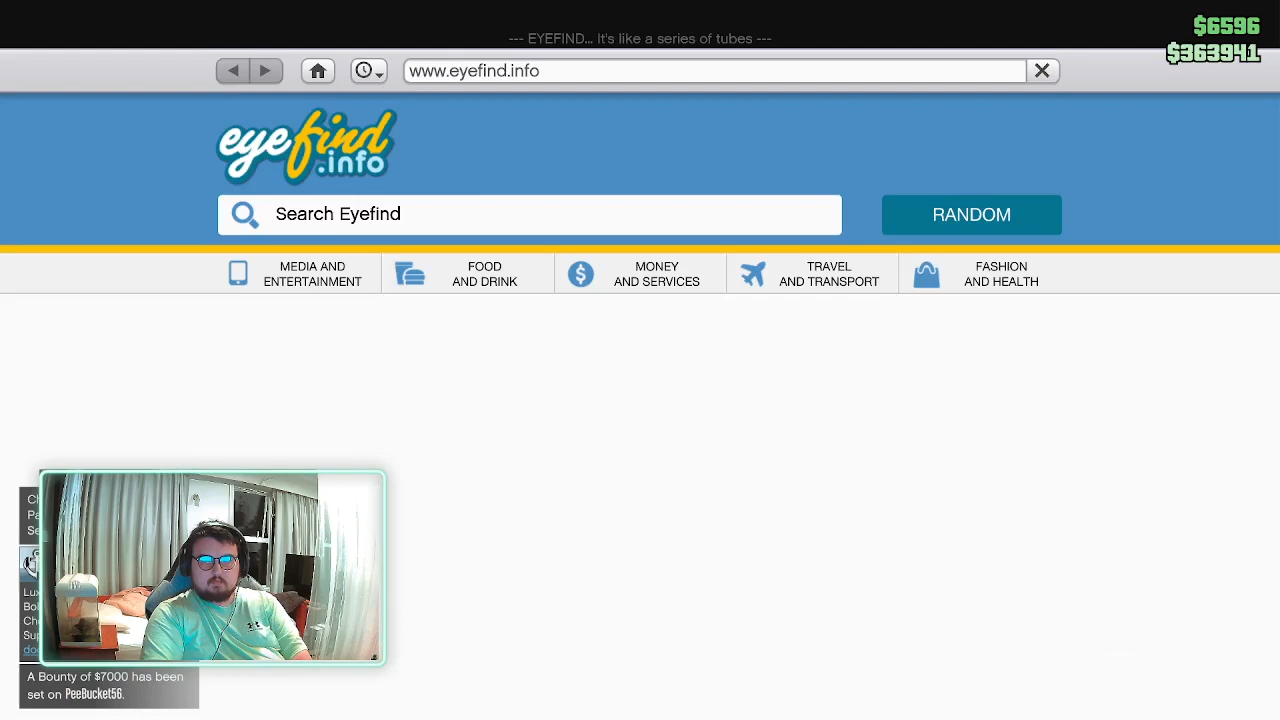 --- EYEFIND... It's like a series of tubes ---
$6596
$363941
www.eyefind.info
eyefind
.info
Search Eyefind
RANDOM
MEDIA AND
ENTERTAINMENT
FOOD
AND DRINK
MONEY
AND SERVICES
TRAVEL
AND TRANSPORT
FASHION
AND HEALTH
A Bounty of $7000 has been
set on PeeBucket56.